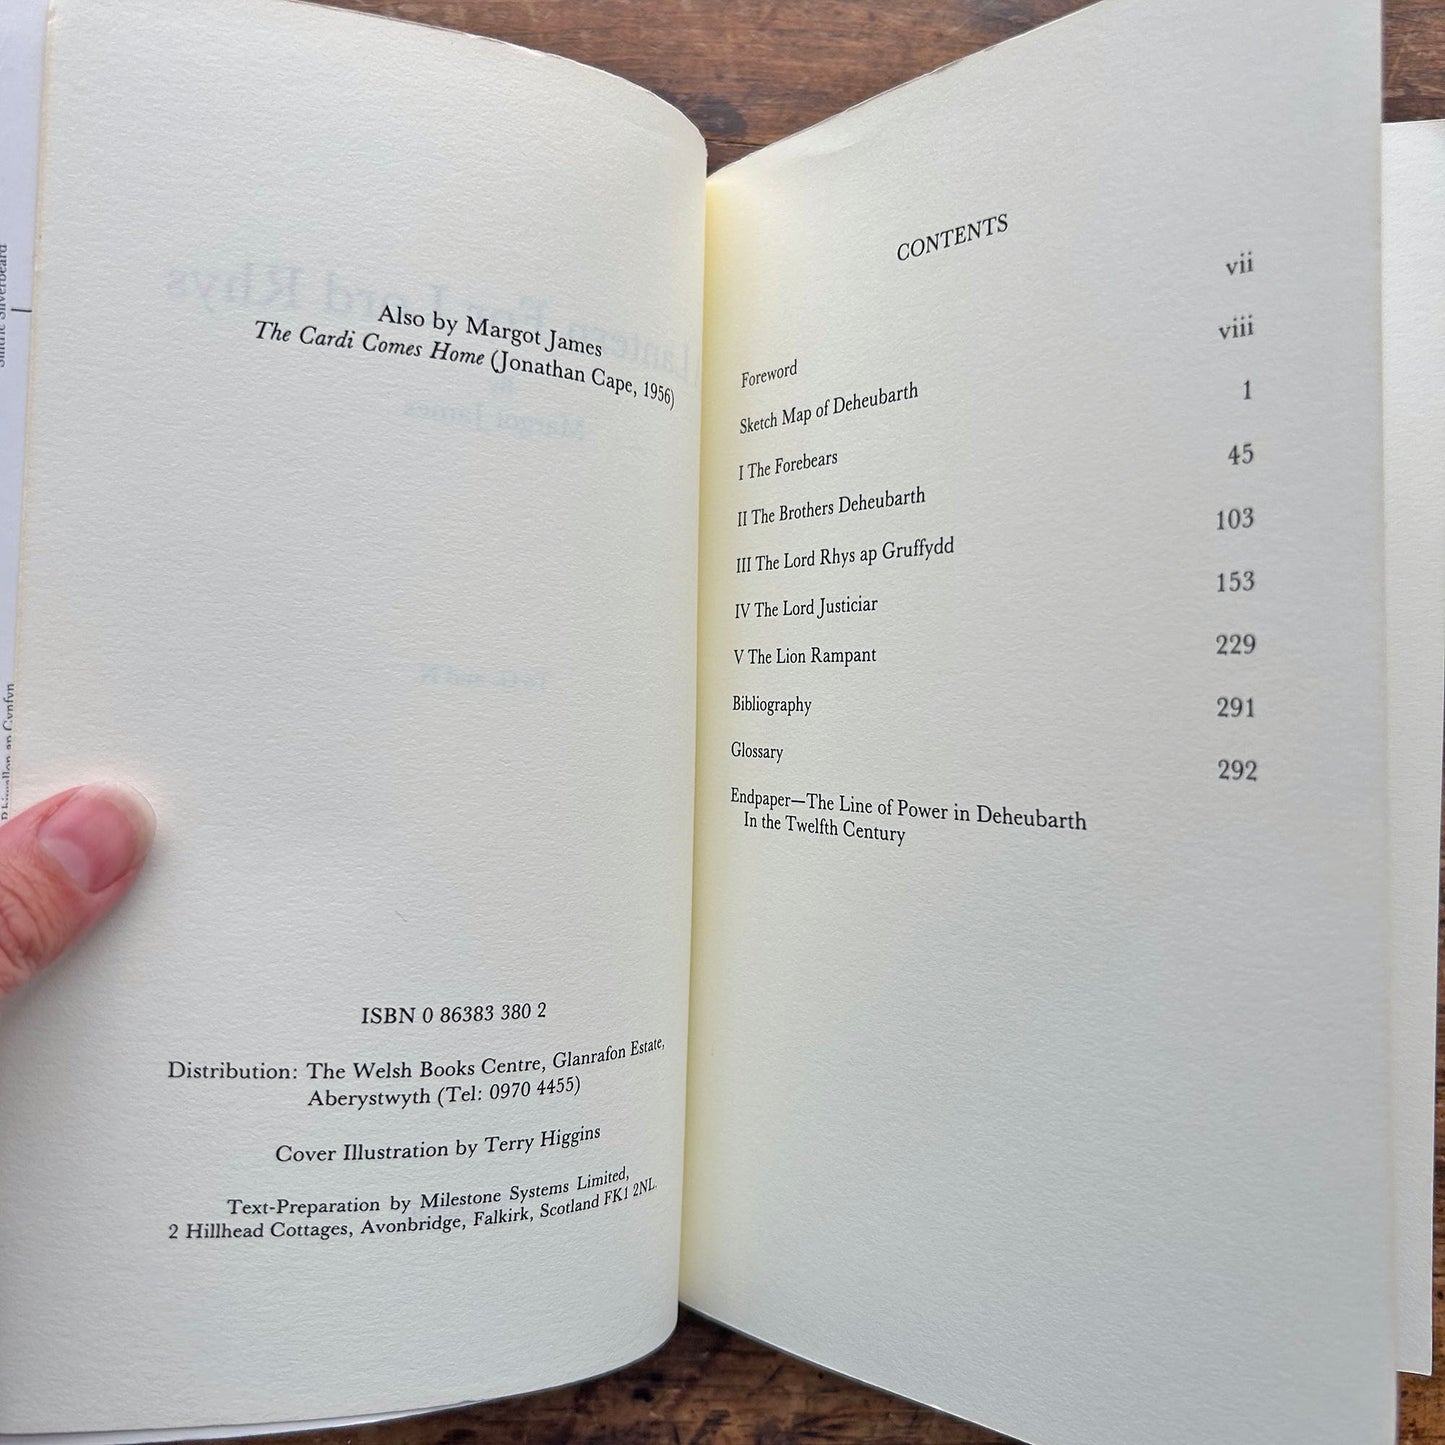 Silverbeard
ap Cynfyn
Also by Margot James
The Cardi Comes Home (Jonathan Cape, 1956)
ISBN 0 86383 380 2
Distribution: The Welsh Books Centre, Glanrafon Estate,
Aberystwyth (Tel: 0970 4455)
Cover Illustration by Terry Higgins
Text-Preparation by Milestone Systems Limited,
2 Hillhead Cottages, Avonbridge, Falkirk, Scotland FK1 2NL.
CONTENTS
Foreword vii
Sketch Map of Deheubarth viii
I The Forebears 1
II The Brothers Deheubarth 45
III The Lord Rhys ap Gruffydd 103
IV The Lord Justiciar 153
V The Lion Rampant 229
Bibliography 291
Glossary 292
Endpaper—The Line of Power in Deheubarth
In the Twelfth Century